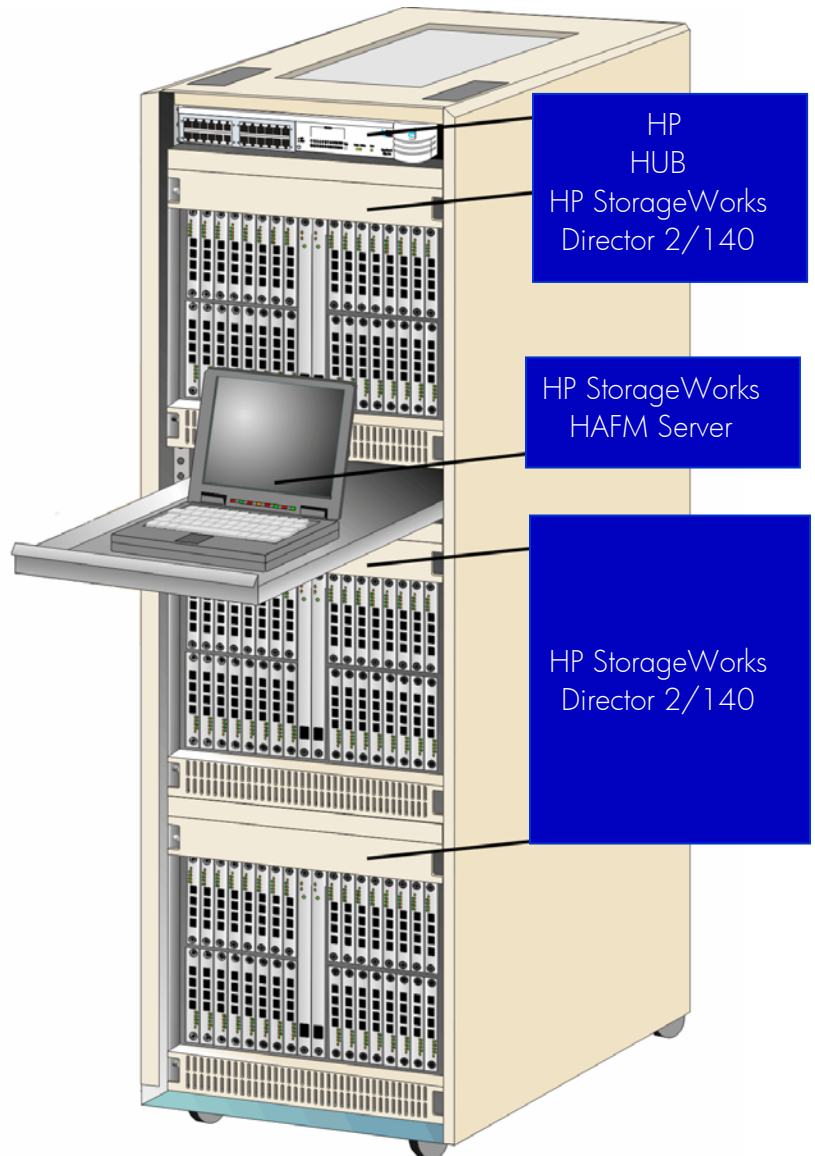 HP
HUB
HP StorageWorks
Director 2/140
HP StorageWorks
HAFM Server
HP StorageWorks
Director 2/140